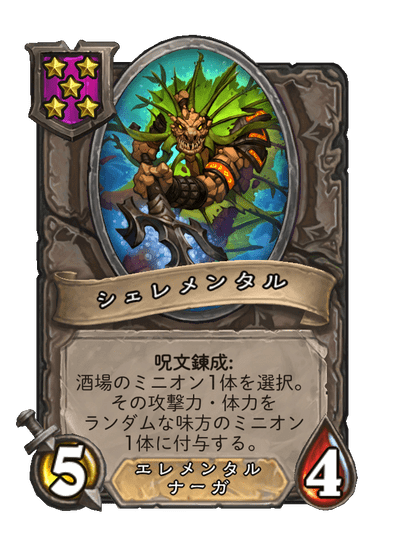 シェレメンタル
呪文錬成:
酒場のミニオン1体を選択。
その攻撃力・体力を
ランダムな味方のミニオン
1体に付与する。
5
エレメンタル
ナーガ
4